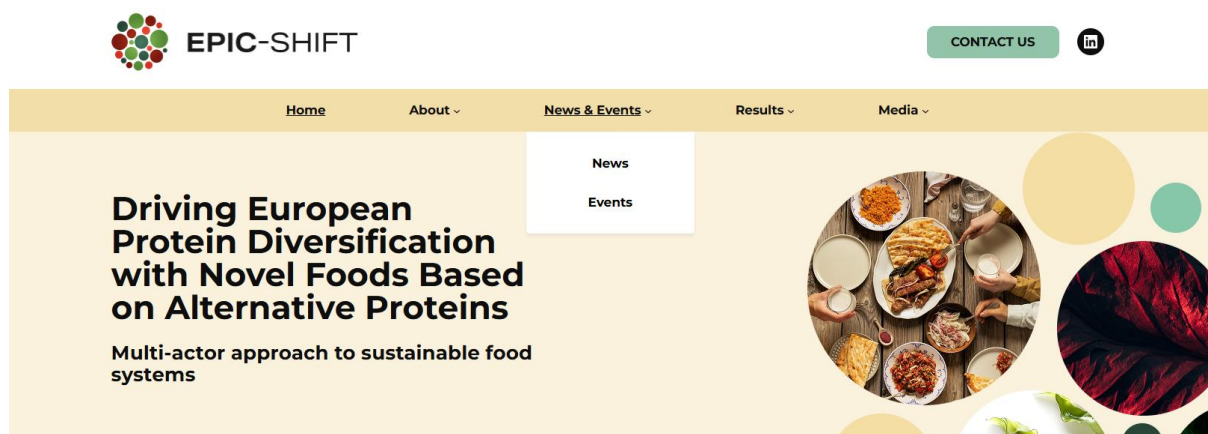 EPIC-SHIFT
CONTACT US
in
Home
About
News & Events
Results
Media
News
Events
Driving European
Protein Diversification
with Novel Foods Based
on Alternative Proteins
Multi-actor approach to sustainable food
systems